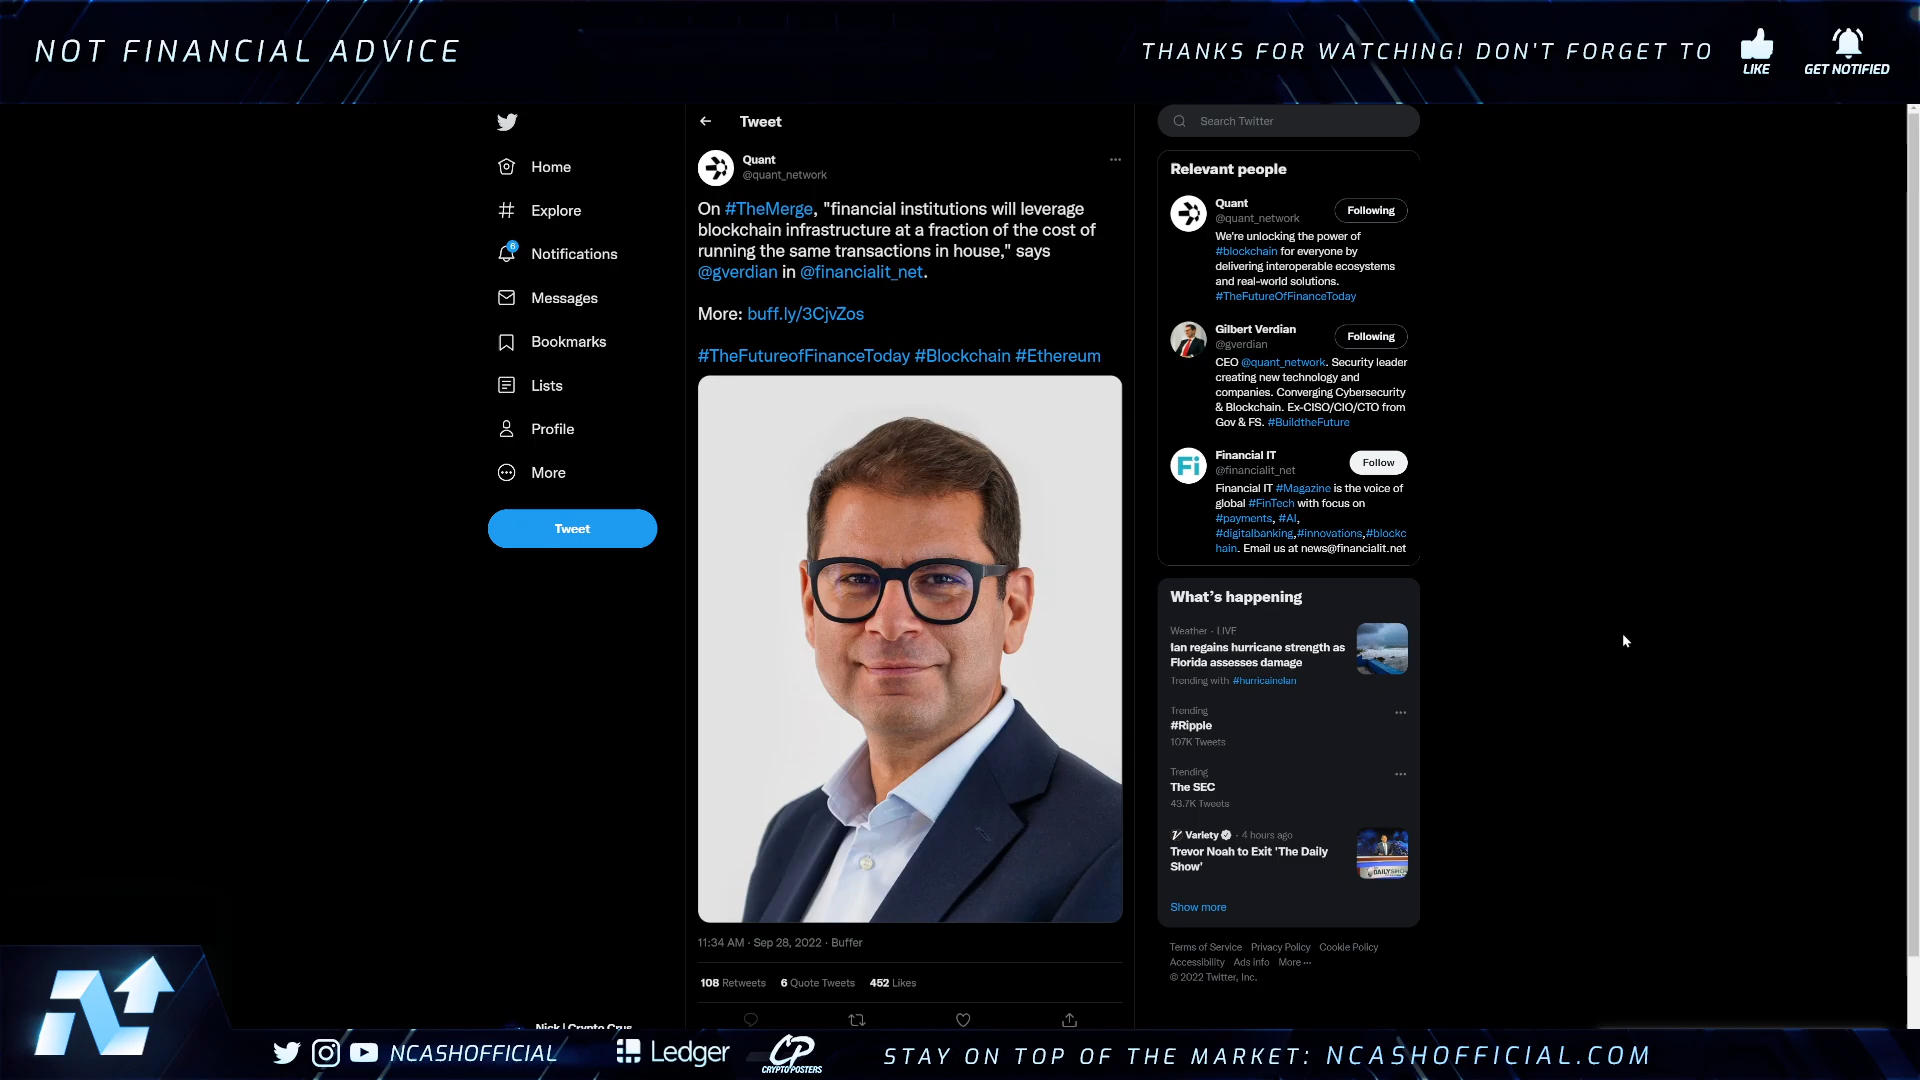 NOT FINANCIAL ADVICE
THANKS FOR WATCHING! DON'T FORGET TO
LIKE
GET NOTIFIED
Home
Explore
6
Notifications
Messages
Bookmarks
Lists
Profile
More
Tweet
Tweet
Quant
@quant_network
On #TheMerge, "financial institutions will leverage
blockchain infrastructure at a fraction of the cost of
running the same transactions in house," says
@gverdian in @financialit_net.
More: buff.ly/3CjvZos
#TheFutureofFinanceToday #Blockchain #Ethereum
11:34 AM · Sep 28, 2022 · Buffer
108 Retweets 6 Quote Tweets 452 Likes
Search Twitter
Relevant people
Quant
@quant_network
Following
We're unlocking the power of
#blockchain for everyone by
delivering interoperable ecosystems
and real-world solutions.
#TheFutureOfFinanceToday
Gilbert Verdian
@gverdian
Following
CEO @quant_network. Security leader
creating new technology and
companies. Converging Cybersecurity
& Blockchain. Ex-CISO/CIO/CTO from
Gov & FS. #BuildtheFuture
Fi
Financial IT
@financialit_net
Follow
Financial IT #Magazine is the voice of
global #FinTech with focus on
#payments, #AI,
#digitalbanking,#innovations,#blockc
hain. Email us at news@financialit.net
What's happening
Weather · LIVE
Ian regains hurricane strength as
Florida assesses damage
Trending with #hurricaineIan
Trending
#Ripple
107K Tweets
Trending
The SEC
43.7K Tweets
Variety · 4 hours ago
Trevor Noah to Exit 'The Daily
Show'
Show more
Terms of Service Privacy Policy Cookie Policy
Accessibility Ads info More ···
© 2022 Twitter, Inc.
Nick | Crypto Crus
NCASHOFFICIAL
Ledger
CP
CRYPTO POSTERS
STAY ON TOP OF THE MARKET: NCASHOFFICIAL.COM